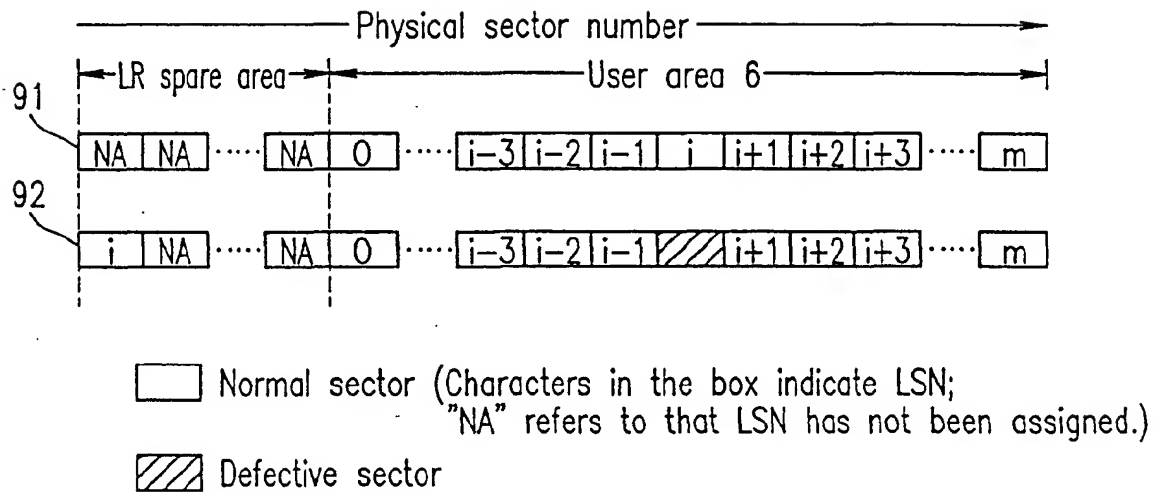 Physical sector number
LR spare area User area 6
91
NA NA ····· NA 0 ····· i-3 i-2 i-1 i i+1 i+2 i+3 ····· m
92
i NA ····· NA 0 ····· i-3 i-2 i-1 i+1 i+2 i+3 ····· m
Normal sector (Characters in the box indicate LSN;
"NA" refers to that LSN has not been assigned.)
Defective sector